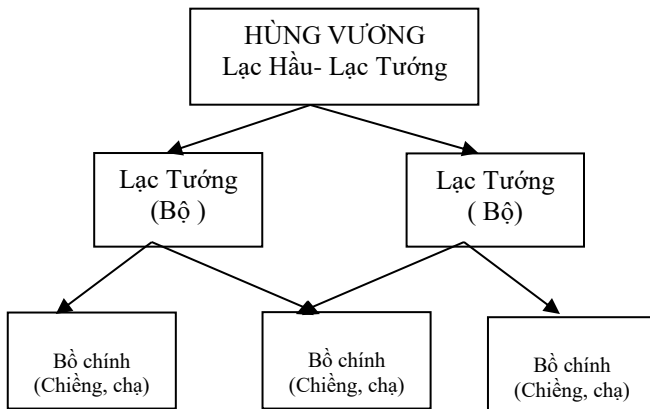 HÙNG VƯƠNG
Lạc Hầu- Lạc Tướng
Lạc Tướng
(Bộ )
Lạc Tướng
( Bộ)
Bồ chính
(Chiềng, chạ)
Bồ chính
(Chiềng, chạ)
Bồ chính
(Chiềng, chạ)